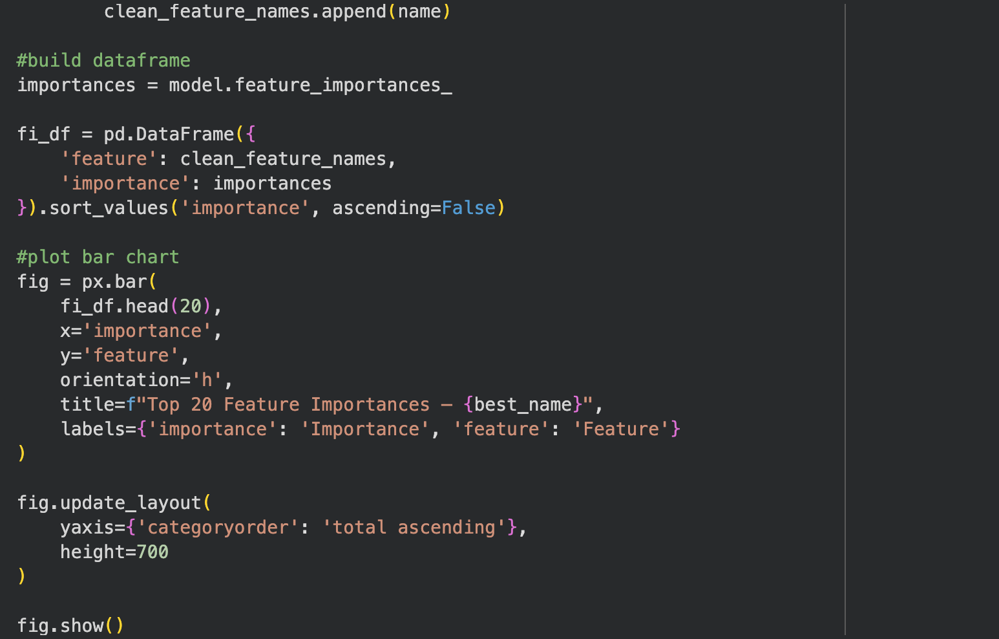 clean_feature_names.append(name)
#build dataframe
importances = model.feature_importances_
fi_df = pd.DataFrame({
'feature': clean_feature_names,
'importance': importances
}).sort_values('importance', ascending=False)
#plot bar chart
fig = px.bar(
fi_df.head(20),
x='importance',
y='feature',
orientation='h',
title=f"Top 20 Feature Importances – {best_name}",
labels={'importance': 'Importance', 'feature': 'Feature'}
)
fig.update_layout(
yaxis={'categoryorder': 'total ascending'},
height=700
)
fig.show()